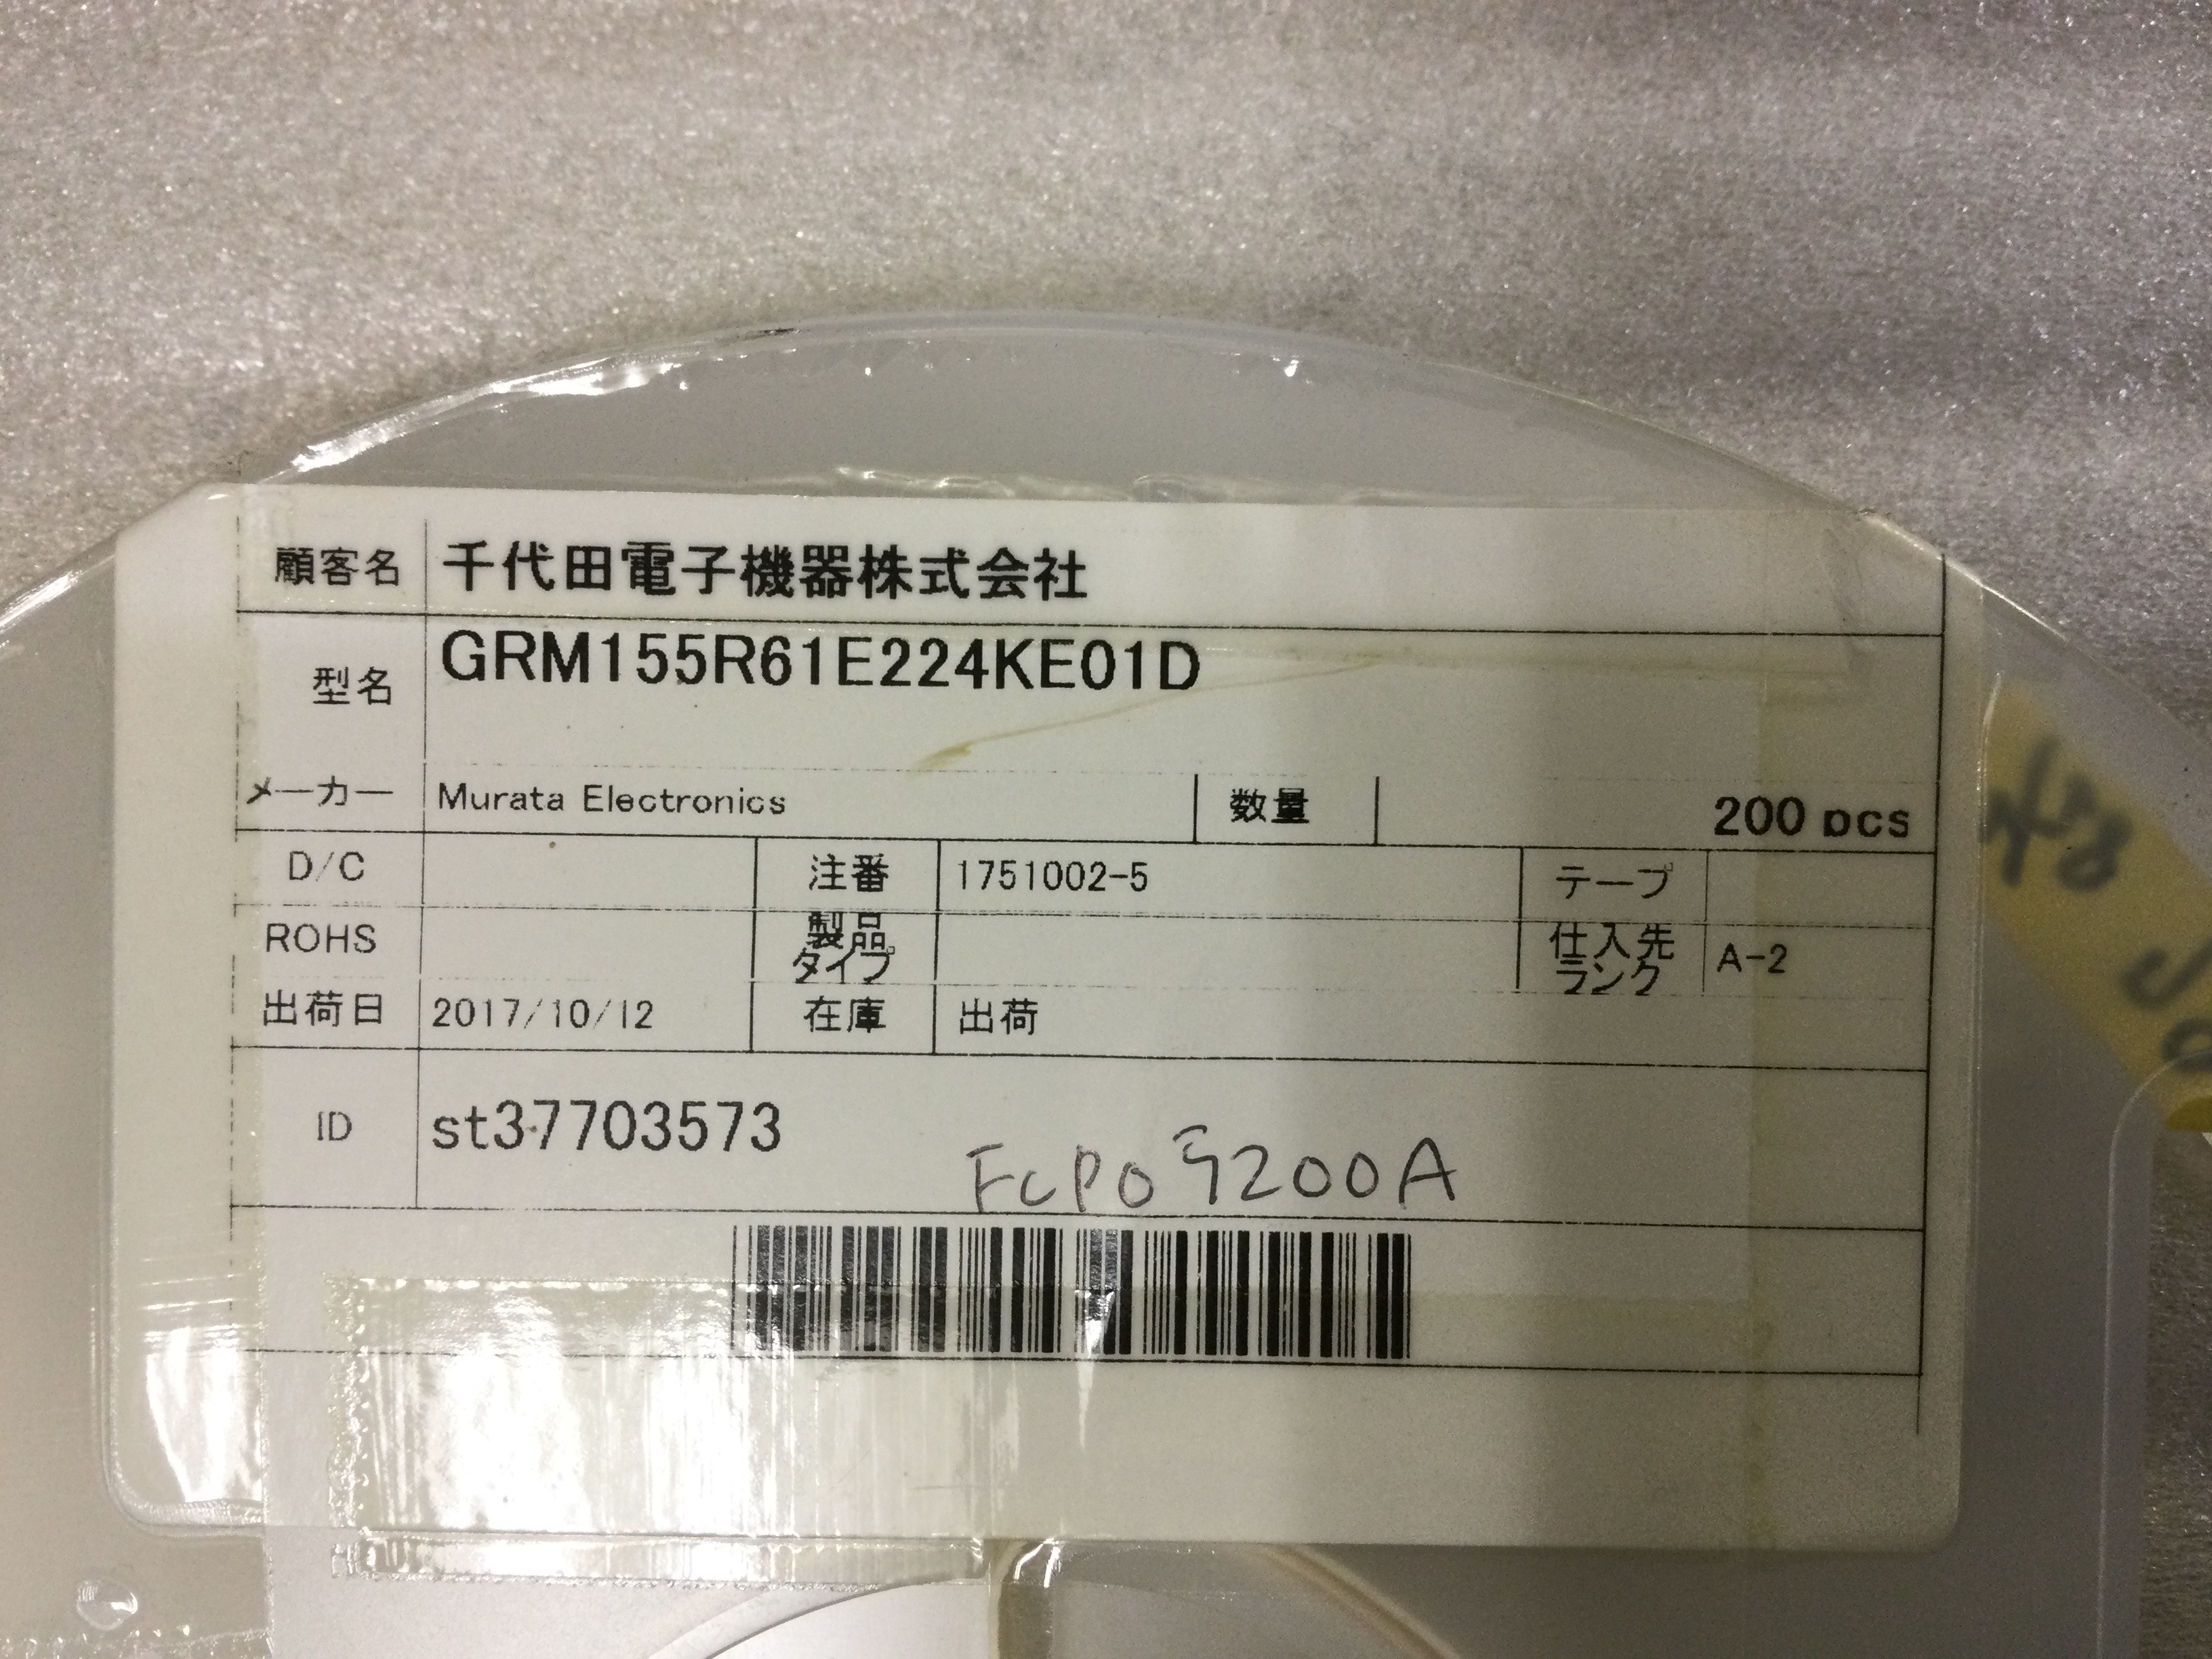 顧客名 千代田電子機器株式会社
型名 GRM155R61E224KE01D
メーカー Murata Electronics 数量 200 pcs
D/C 注番 1751002-5 テープ
ROHS 製品タイプ 仕入先ランク A-2
出荷日 2017/10/12 在庫 出荷
ID st37703573
FCP09200A